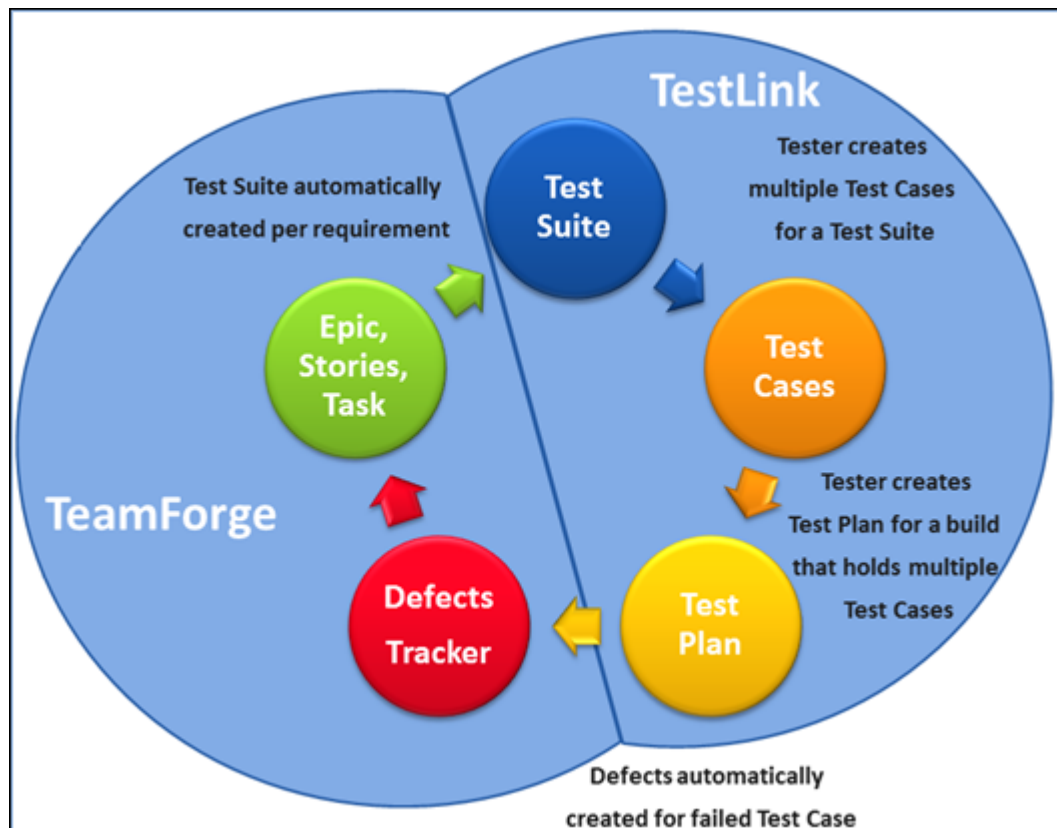 TestLink
Tester creates
multiple Test Cases
for a Test Suite
Test
Suite
Test Suite automatically
created per requirement
Epic,
Stories,
Task
Test
Cases
Tester creates
Test Plan for a build
that holds multiple
Test Cases
TeamForge
Defects
Tracker
Test
Plan
Defects automatically
created for failed Test Case